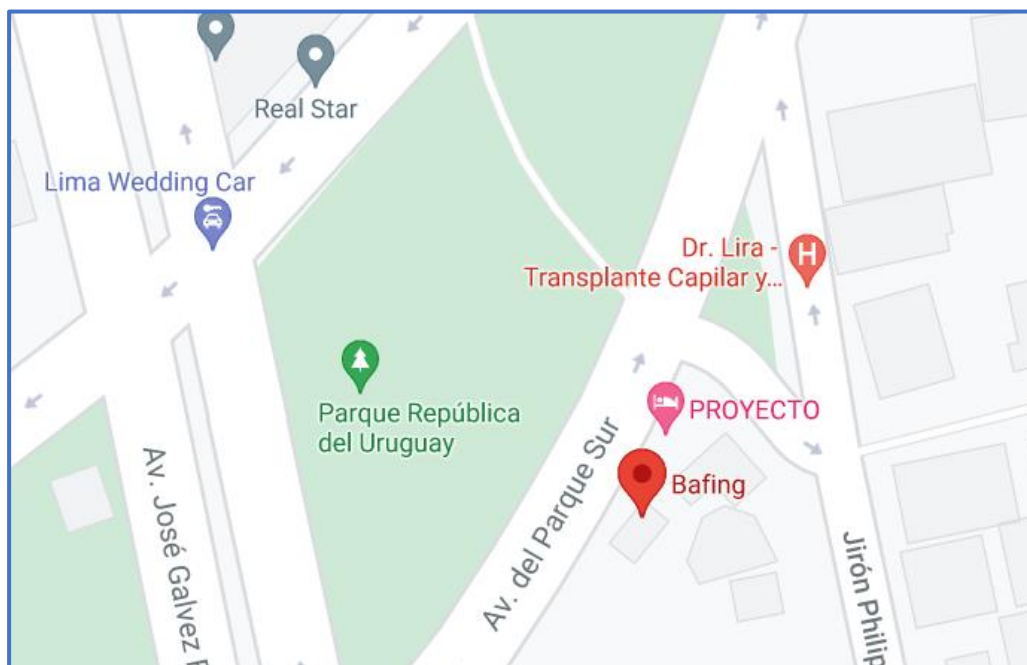 Real Star
Lima Wedding Car
Dr. Lira -
Transplante Capilar y...
H
Parque República
del Uruguay
PROYECTO
Bafing
Av. del Parque Sur
Av. José Galvez
Jirón Philip